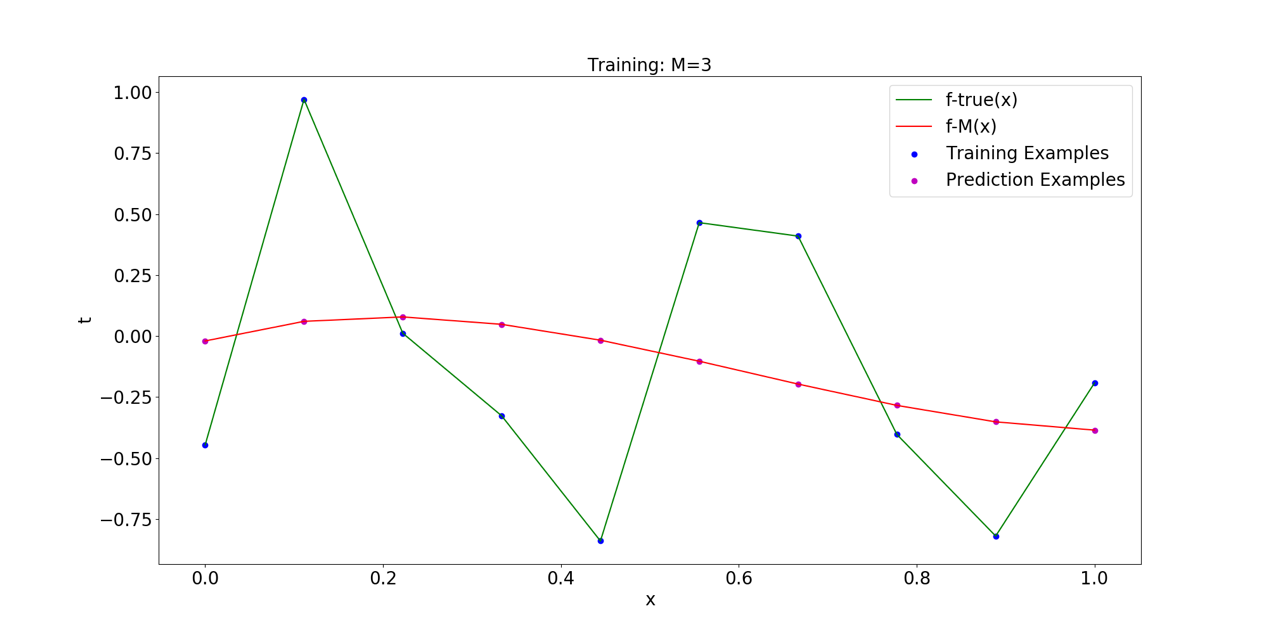 Training: M=3
1.00
0.75
0.50
0.25
0.00
−0.25
−0.50
−0.75
t
0.0 0.2 0.4 0.6 0.8 1.0
x
f-true(x)
f-M(x)
Training Examples
Prediction Examples